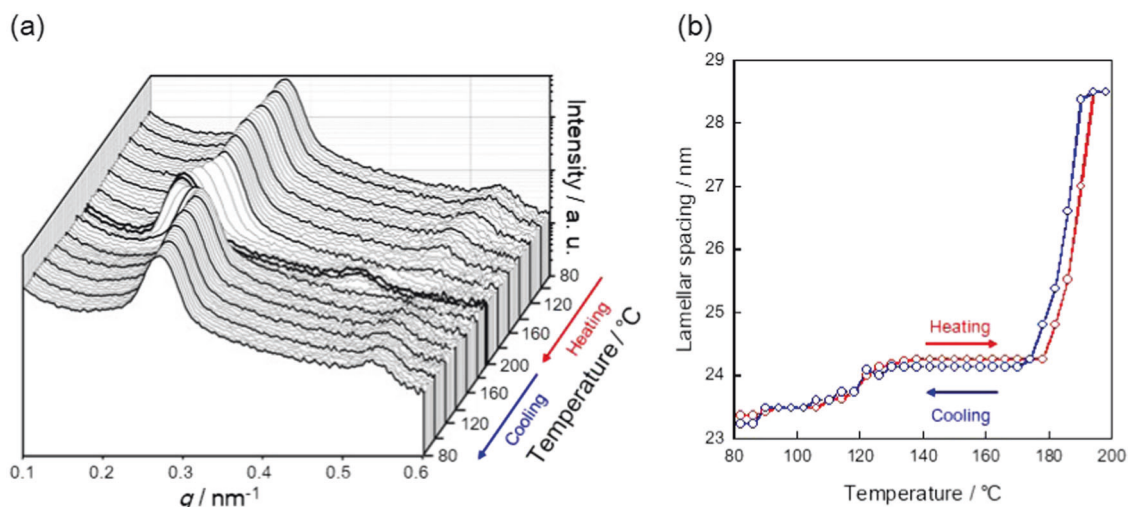 (a)
(b)
Intensity / a. u.
80
120
160
200
160
120
80
Heating
Cooling
Temperature / °C
0.1 0.2 0.3 0.4 0.5 0.6
q / nm⁻¹
Lamellar spacing / nm
29
28
27
26
25
24
23
Heating
Cooling
80 100 120 140 160 180 200
Temperature / °C